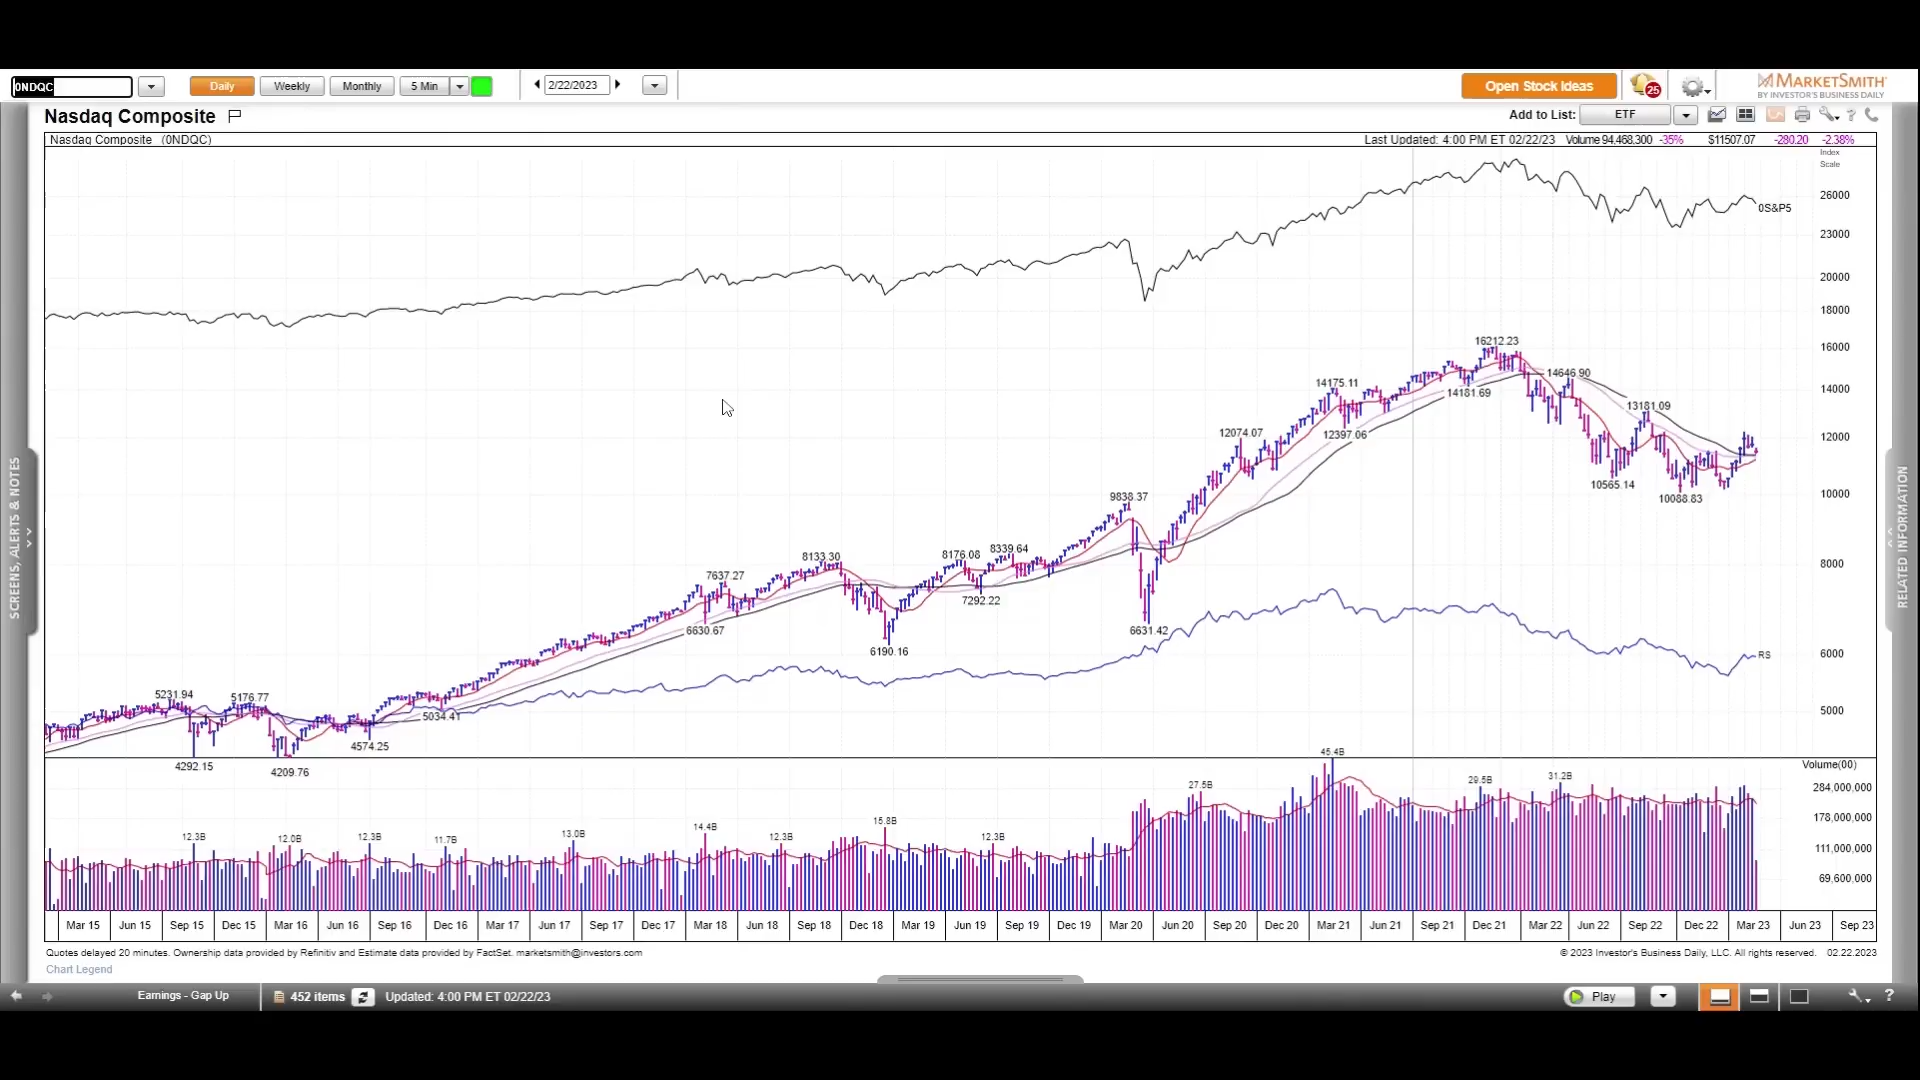 0NDQC Daily Weekly Monthly 5 Min 2/22/2023 Open Stock Ideas 25 MARKETSMITH
BY INVESTOR'S BUSINESS DAILY
Nasdaq Composite Add to List: ETF ?
Nasdaq Composite (0NDQC) Last Updated: 4:00 PM ET 02/22/23 Volume 94,468,300 -35% $11507.07 -280.20 -2.38%
Index
Scale
26000
0S&P5
23000
20000
18000
16212.23
16000
14646.90
14175.11
14000
14181.69
13181.09
12074.07
12397.06
12000
10565.14
10000
9838.37
10088.83
8339.64
8133.30
8176.08
8000
7637.27
7292.22
6630.67
6631.42
6190.16
6000
RS
5231.94
5176.77
5034.41
5000
4574.25
4292.15
4209.76
45.4B
Volume(00)
31.2B
29.5B
27.5B
284,000,000
178,000,000
15.8B
14.4B
13.0B
12.3B 12.0B 12.3B 11.7B 12.3B 12.3B
111,000,000
69,600,000
Mar 15 Jun 15 Sep 15 Dec 15 Mar 16 Jun 16 Sep 16 Dec 16 Mar 17 Jun 17 Sep 17 Dec 17 Mar 18 Jun 18 Sep 18 Dec 18 Mar 19 Jun 19 Sep 19 Dec 19 Mar 20 Jun 20 Sep 20 Dec 20 Mar 21 Jun 21 Sep 21 Dec 21 Mar 22 Jun 22 Sep 22 Dec 22 Mar 23 Jun 23 Sep 23
Quotes delayed 20 minutes. Ownership data provided by Refinitiv and Estimate data provided by FactSet. marketsmith@investors.com © 2023 Investor's Business Daily, LLC. All rights reserved. 02.22.2023
Chart Legend
Earnings - Gap Up 452 items Updated: 4:00 PM ET 02/22/23 Play ?
SCREENS, ALERTS & NOTES
RELATED INFORMATION